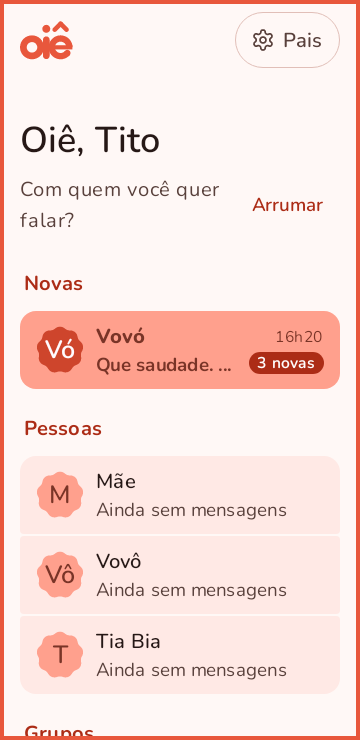 oiê
Pais
Oiê, Tito
Com quem você quer
falar?
Arrumar
Novas
Vó
Vovó
16h20
Que saudade. ...
3 novas
Pessoas
M
Mãe
Ainda sem mensagens
Vô
Vovô
Ainda sem mensagens
T
Tia Bia
Ainda sem mensagens
Grupos